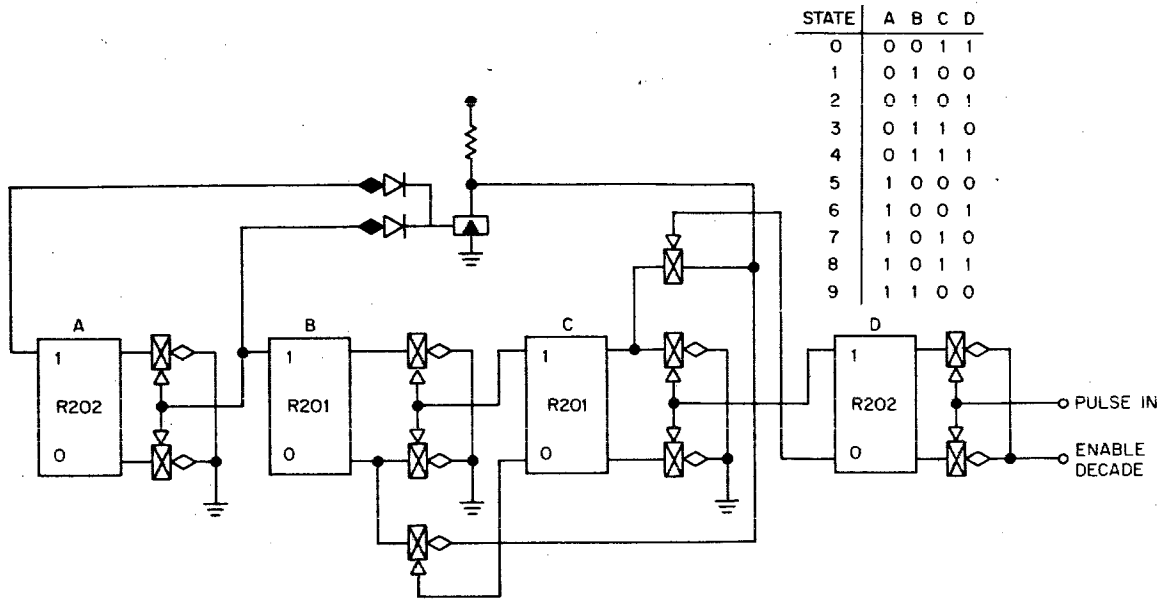 STATE A B C D
0 0 0 1 1
1 0 1 0 0
2 0 1 0 1
3 0 1 1 0
4 0 1 1 1
5 1 0 0 0
6 1 0 0 1
7 1 0 1 0
8 1 0 1 1
9 1 1 0 0
A B C D
1 1 1 1
R202 R201 R201 R202
0 0 0 0
PULSE IN
ENABLE
DECADE